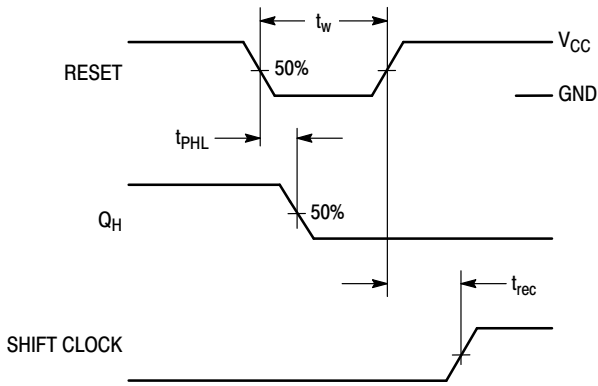 t_w
V_CC
RESET
50%
GND
t_PHL
50%
Q_H
t_rec
SHIFT CLOCK